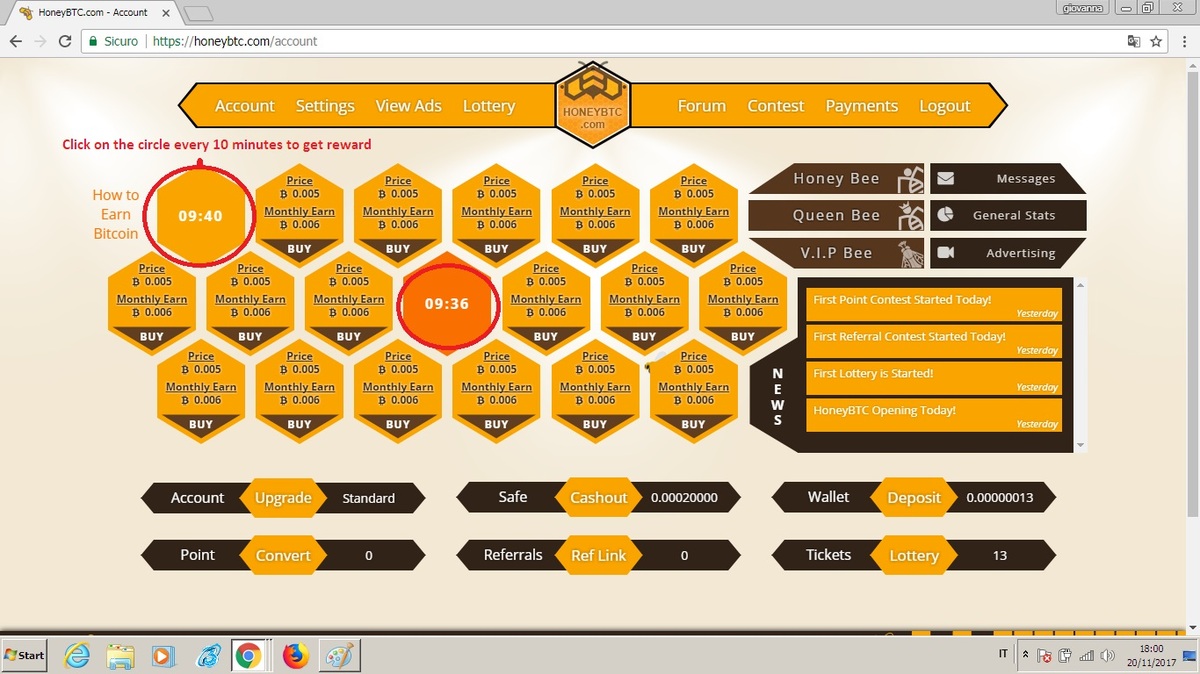 HoneyBTC.com - Account
giovanna
Sicuro
https://honeybtc.com/account
Account Settings View Ads Lottery
HONEYBTC
.com
Forum Contest Payments Logout
Click on the circle every 10 minutes to get reward
How to
Earn
Bitcoin
09:40
Price Price Price Price Price
₿ 0.005 ₿ 0.005 ₿ 0.005 ₿ 0.005 ₿ 0.005
Monthly Earn Monthly Earn Monthly Earn Monthly Earn Monthly Earn
₿ 0.006 ₿ 0.006 ₿ 0.006 ₿ 0.006 ₿ 0.006
BUY BUY BUY BUY BUY
Price Price Price Price Price Price
₿ 0.005 ₿ 0.005 ₿ 0.005 ₿ 0.005 ₿ 0.005 ₿ 0.005
Monthly Earn Monthly Earn Monthly Earn 09:36 Monthly Earn Monthly Earn Monthly Earn
₿ 0.006 ₿ 0.006 ₿ 0.006 ₿ 0.006 ₿ 0.006 ₿ 0.006
BUY BUY BUY BUY BUY BUY
Price Price Price Price Price Price
₿ 0.005 ₿ 0.005 ₿ 0.005 ₿ 0.005 ₿ 0.005 ₿ 0.005
Monthly Earn Monthly Earn Monthly Earn Monthly Earn Monthly Earn Monthly Earn
₿ 0.006 ₿ 0.006 ₿ 0.006 ₿ 0.006 ₿ 0.006 ₿ 0.006
BUY BUY BUY BUY BUY BUY
Honey Bee Messages
Queen Bee General Stats
V.I.P Bee Advertising
NEWS
First Point Contest Started Today!
Yesterday
First Referral Contest Started Today!
Yesterday
First Lottery is Started!
Yesterday
HoneyBTC Opening Today!
Yesterday
Account Upgrade Standard
Safe Cashout 0.00020000
Wallet Deposit 0.00000013
Point Convert 0
Referrals Ref Link 0
Tickets Lottery 13
Start
IT
18:00
20/11/2017